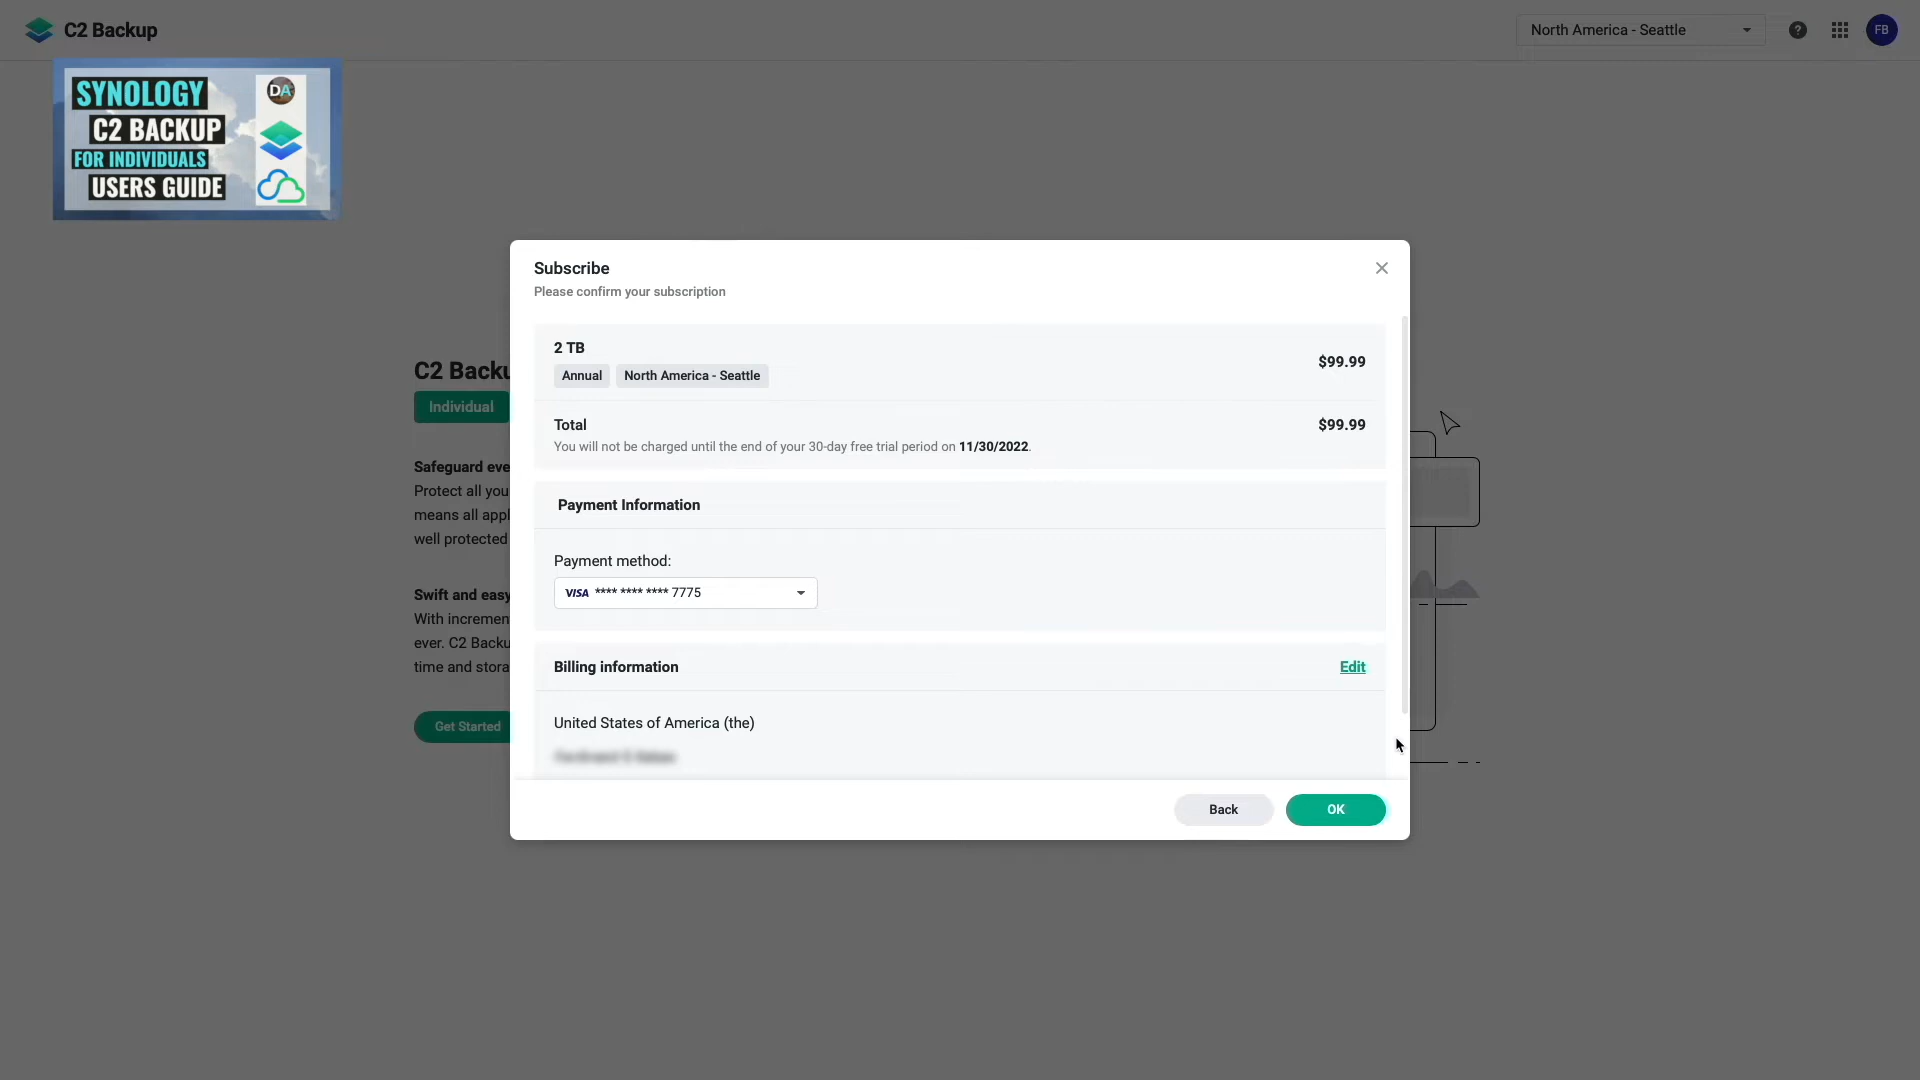 C2 Backup
North America - Seattle
?
FB
SYNOLOGY
C2 BACKUP
FOR INDIVIDUALS
USERS GUIDE
DA
Subscribe
Please confirm your subscription
2 TB
Annual
North America - Seattle
$99.99
Total
$99.99
You will not be charged until the end of your 30-day free trial period on 11/30/2022.
Payment Information
Payment method:
VISA **** **** **** 7775
Billing information
Edit
United States of America (the)
Back
OK
C2 Backu
Individual
Safeguard eve
Protect all you
means all appl
well protected
Swift and easy
With incremen
ever. C2 Backu
time and stora
Get Started